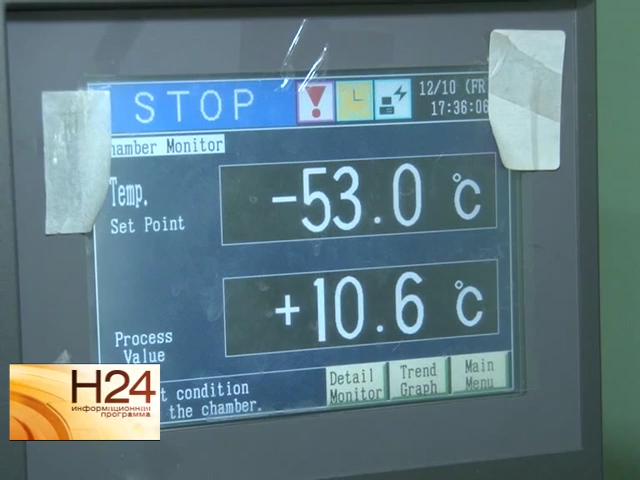 STOP
12/10 (FR
17:36:06
hamber Monitor
Temp.
Set Point
-53.0 ℃
+10.6 ℃
Process
Value
t condition
the chamber.
Detail
Monitor
Trend
Graph
Main
Menu
Н24
информационная
программа